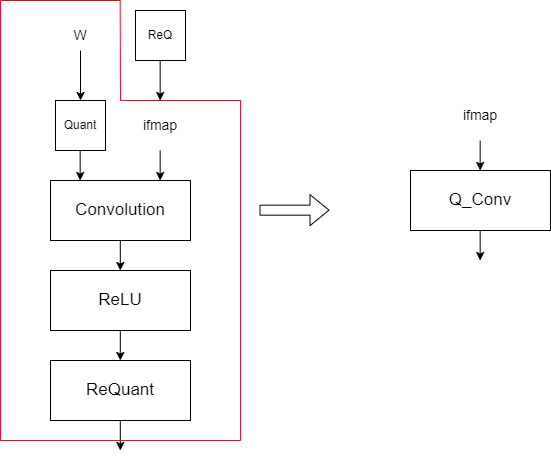 W
ReQ
Quant
ifmap
Convolution
ReLU
ReQuant
ifmap
Q_Conv